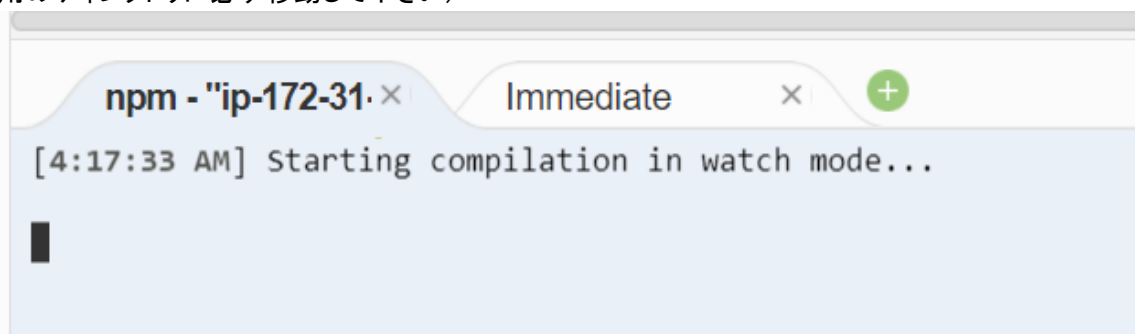 npm - "ip-172-31- × Immediate × +
[4:17:33 AM] Starting compilation in watch mode...